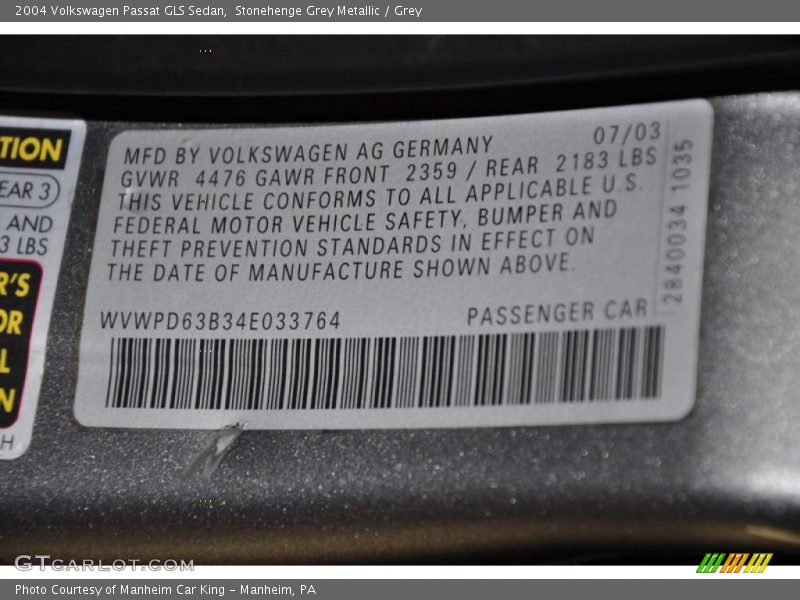 2004 Volkswagen Passat GLS Sedan,  Stonehenge Grey Metallic / Grey
TION
EAR 3
AND
3 LBS
R'S
OR
L
N
H
07/03
MFD BY VOLKSWAGEN AG GERMANY
GVWR 4476 GAWR FRONT 2359 / REAR 2183 LBS
THIS VEHICLE CONFORMS TO ALL APPLICABLE U.S.
FEDERAL MOTOR VEHICLE SAFETY, BUMPER AND
THEFT PREVENTION STANDARDS IN EFFECT ON
THE DATE OF MANUFACTURE SHOWN ABOVE.
WVWPD63B34E033764 PASSENGER CAR
2840034 1035
GTCARLOT.COM
Photo Courtesy of Manheim Car King - Manheim, PA